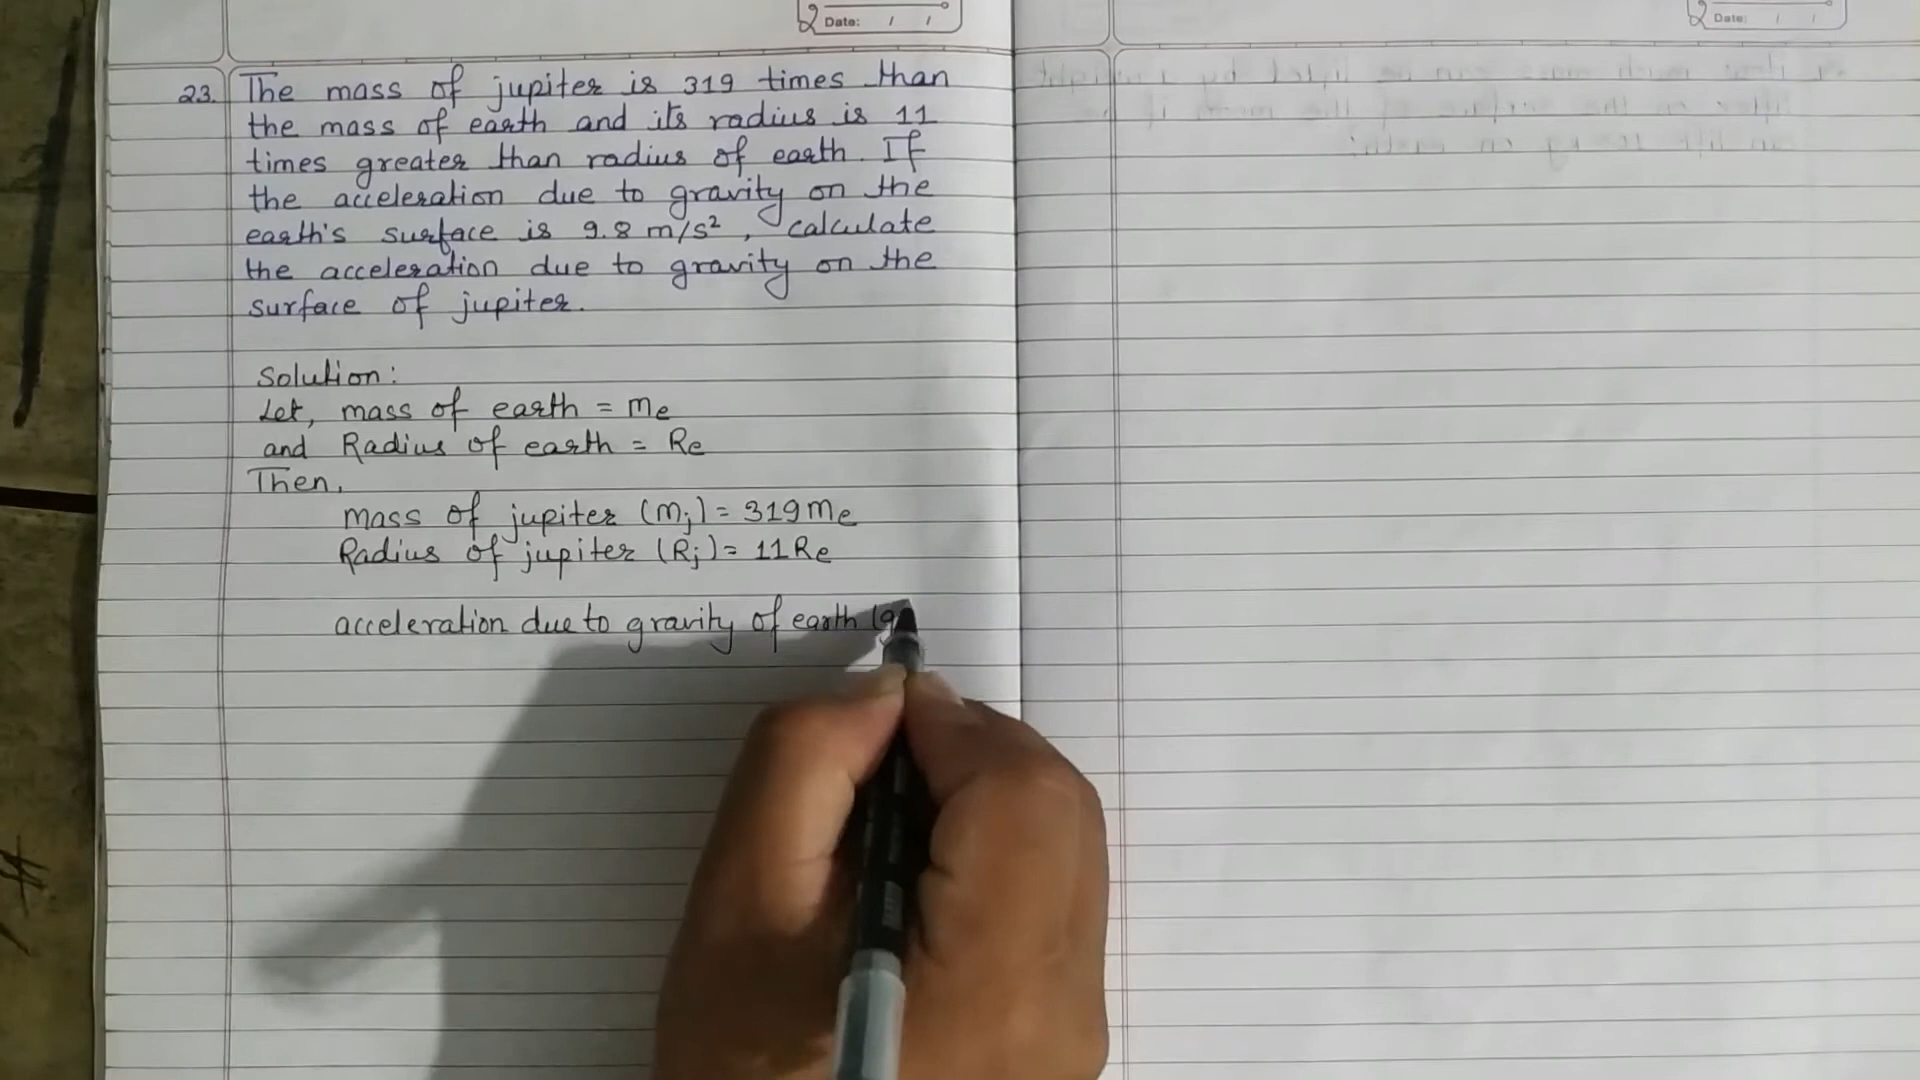 Date: / /
Date: / /
23. The mass of jupiter is 319 times than
the mass of earth and its radius is 11
times greater than radius of earth. If
the acceleration due to gravity on the
earth's surface is 9.8 m/s², calculate
the acceleration due to gravity on the
surface of jupiter.
Solution:
Let, mass of earth = me
and Radius of earth = Re
Then,
mass of jupiter (mj) = 319me
Radius of jupiter (Rj) = 11Re
acceleration due to gravity of earth (g